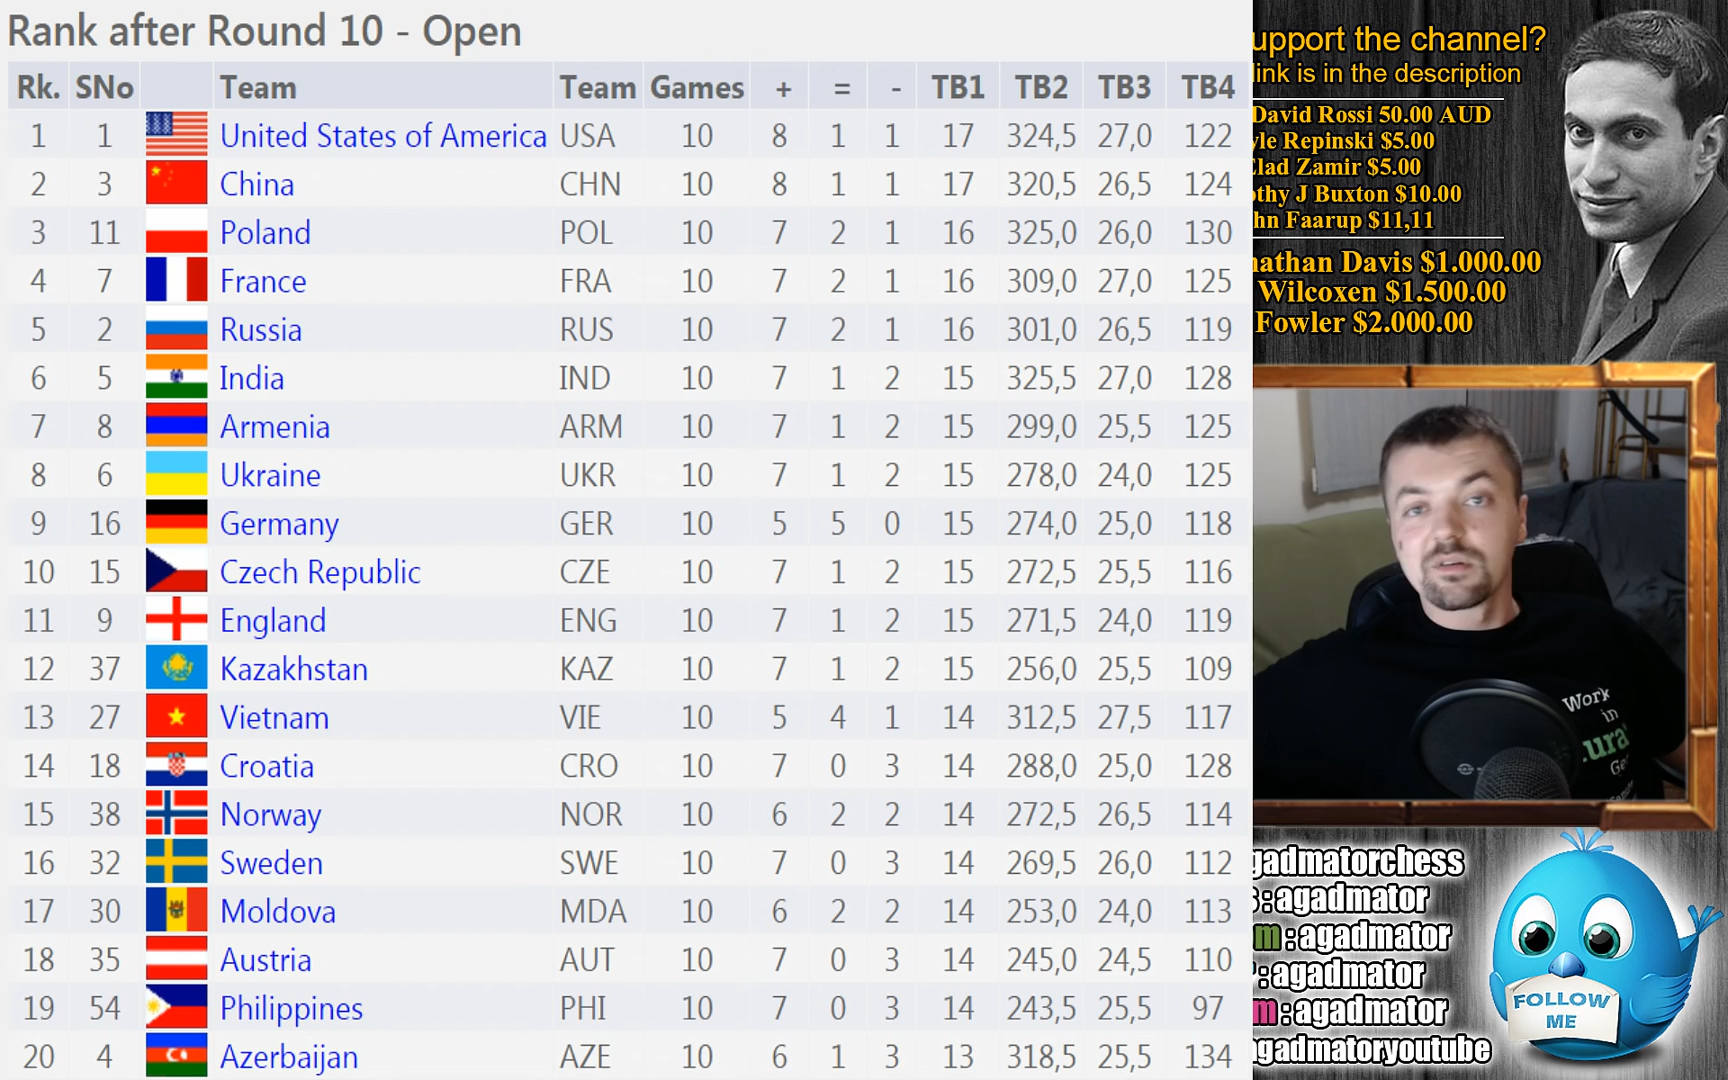 Rank after Round 10 - Open
Rk. SNo Team Team Games + = - TB1 TB2 TB3 TB4
1 1 United States of America USA 10 8 1 1 17 324,5 27,0 122
2 3 China CHN 10 8 1 1 17 320,5 26,5 124
3 11 Poland POL 10 7 2 1 16 325,0 26,0 130
4 7 France FRA 10 7 2 1 16 309,0 27,0 125
5 2 Russia RUS 10 7 2 1 16 301,0 26,5 119
6 5 India IND 10 7 1 2 15 325,5 27,0 128
7 8 Armenia ARM 10 7 1 2 15 299,0 25,5 125
8 6 Ukraine UKR 10 7 1 2 15 278,0 24,0 125
9 16 Germany GER 10 5 5 0 15 274,0 25,0 118
10 15 Czech Republic CZE 10 7 1 2 15 272,5 25,5 116
11 9 England ENG 10 7 1 2 15 271,5 24,0 119
12 37 Kazakhstan KAZ 10 7 1 2 15 256,0 25,5 109
13 27 Vietnam VIE 10 5 4 1 14 312,5 27,5 117
14 18 Croatia CRO 10 7 0 3 14 288,0 25,0 128
15 38 Norway NOR 10 6 2 2 14 272,5 26,5 114
16 32 Sweden SWE 10 7 0 3 14 269,5 26,0 112
17 30 Moldova MDA 10 6 2 2 14 253,0 24,0 113
18 35 Austria AUT 10 7 0 3 14 245,0 24,5 110
19 54 Philippines PHI 10 7 0 3 14 243,5 25,5 97
20 4 Azerbaijan AZE 10 6 1 3 13 318,5 25,5 134
upport the channel?
link is in the description
David Rossi 50.00 AUD
yle Repinski $5.00
Elad Zamir $5.00
othy J Buxton $10.00
hn Faarup $11,11
nathan Davis $1.000.00
Wilcoxen $1.500.00
Fowler $2.000.00
Work
in
.ura
Ge
gadmatorchess
s:agadmator
m:agadmator
:agadmator
m:agadmator
agadmatoryoutube
FOLLOW
ME